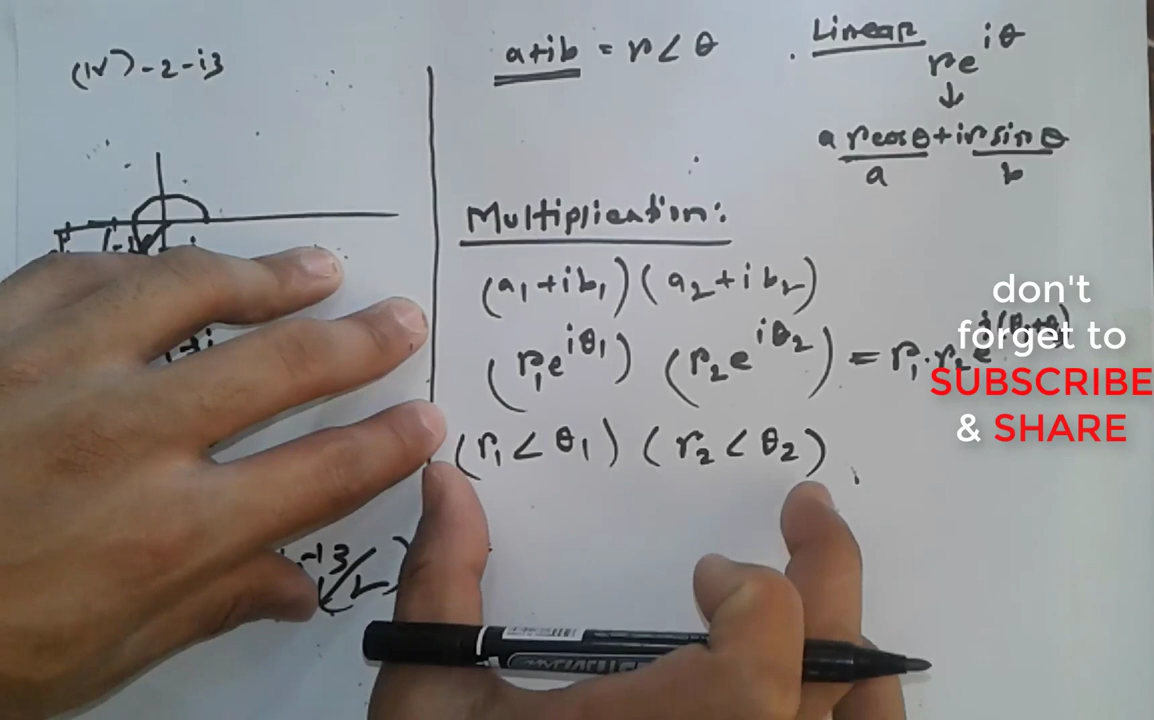 (iv) -2-i3
a+ib = r∠θ
Linear
re^{iθ}
↓
a rcosθ+irsinθ
a b
Multiplication:
(a₁+ib₁)(a₂+ib₂)
(r₁e^{iθ₁}) (r₂e^{iθ₂}) = r₁.r₂e
(r₁∠θ₁) (r₂∠θ₂)
don't
forget to
SUBSCRIBE
& SHARE